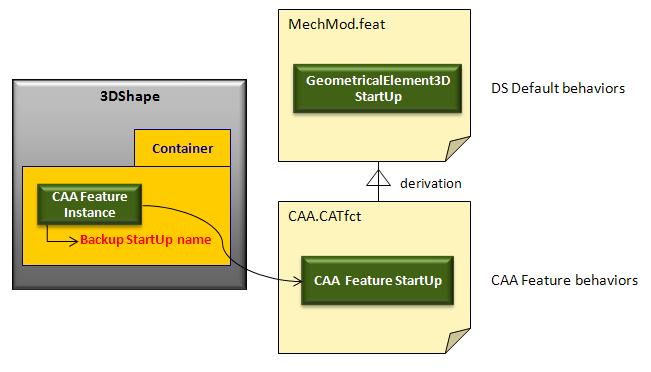 MechMod.feat
GeometricalElement3D
StartUp
DS Default behaviors
3DShape
Container
CAA Feature
Instance
Backup StartUp name
derivation
CAA.CATfct
CAA Feature StartUp
CAA Feature behaviors